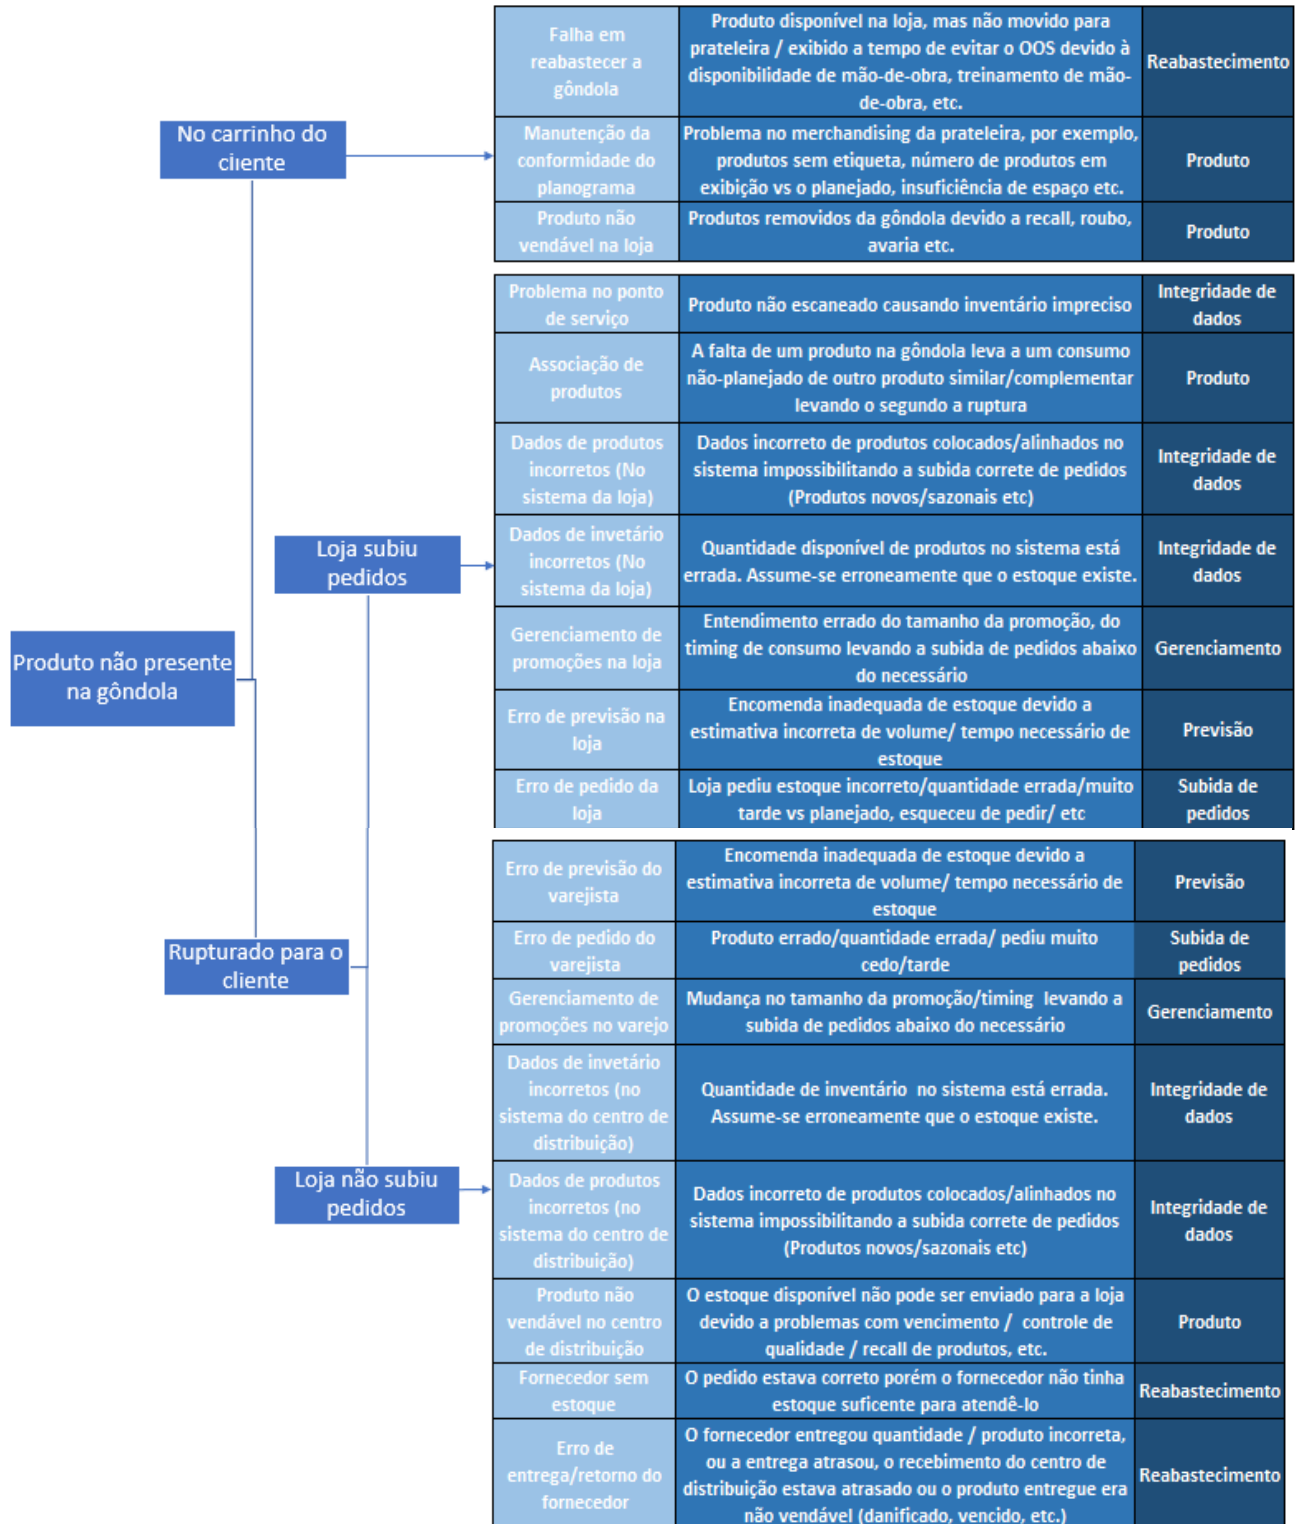 Produto não presente
na gôndola
No carrinho do
cliente
Falha em
reabastecer a
gôndola
Produto disponível na loja, mas não movido para
prateleira / exibido a tempo de evitar o OOS devido à
disponibilidade de mão-de-obra, treinamento de mão-
de-obra, etc.
Reabastecimento
Manutenção da
conformidade do
planograma
Problema no merchandising da prateleira, por exemplo,
produtos sem etiqueta, número de produtos em
exibição vs o planejado, insuficiência de espaço etc.
Produto
Produto não
vendável na loja
Produtos removidos da gôndola devido a recall, roubo,
avaria etc.
Produto
Rupturado para o
cliente
Loja subiu
pedidos
Problema no ponto
de serviço
Produto não escaneado causando inventário impreciso
Integridade de
dados
Associação de
produtos
A falta de um produto na gôndola leva a um consumo
não-planejado de outro produto similar/complementar
levando o segundo a ruptura
Produto
Dados de produtos
incorretos (No
sistema da loja)
Dados incorreto de produtos colocados/alinhados no
sistema impossibilitando a subida correte de pedidos
(Produtos novos/sazonais etc)
Integridade de
dados
Dados de invetário
incorretos (No
sistema da loja)
Quantidade disponível de produtos no sistema está
errada. Assume-se erroneamente que o estoque existe.
Integridade de
dados
Gerenciamento de
promoções na loja
Entendimento errado do tamanho da promoção, do
timing de consumo levando a subida de pedidos abaixo
do necessário
Gerenciamento
Erro de previsão na
loja
Encomenda inadequada de estoque devido a
estimativa incorreta de volume/ tempo necessário de
estoque
Previsão
Erro de pedido da
loja
Loja pediu estoque incorreto/quantidade errada/muito
tarde vs planejado, esqueceu de pedir/ etc
Subida de
pedidos
Loja não subiu
pedidos
Erro de previsão do
varejista
Encomenda inadequada de estoque devido a
estimativa incorreta de volume/ tempo necessário de
estoque
Previsão
Erro de pedido do
varejista
Produto errado/quantidade errada/ pediu muito
cedo/tarde
Subida de
pedidos
Gerenciamento de
promoções no varejo
Mudança no tamanho da promoção/timing levando a
subida de pedidos abaixo do necessário
Gerenciamento
Dados de invetário
incorretos (no
sistema do centro de
distribuição)
Quantidade de inventário no sistema está errada.
Assume-se erroneamente que o estoque existe.
Integridade de
dados
Dados de produtos
incorretos (no
sistema do centro de
distribuição)
Dados incorreto de produtos colocados/alinhados no
sistema impossibilitando a subida correte de pedidos
(Produtos novos/sazonais etc)
Integridade de
dados
Produto não
vendável no centro
de distribuição
O estoque disponível não pode ser enviado para a loja
devido a problemas com vencimento / controle de
qualidade / recall de produtos, etc.
Produto
Fornecedor sem
estoque
O pedido estava correto porém o fornecedor não tinha
estoque suficente para atendê-lo
Reabastecimento
Erro de
entrega/retorno do
fornecedor
O fornecedor entregou quantidade / produto incorreta,
ou a entrega atrasou, o recebimento do centro de
distribuição estava atrasado ou o produto entregue era
não vendável (danificado, vencido, etc.)
Reabastecimento